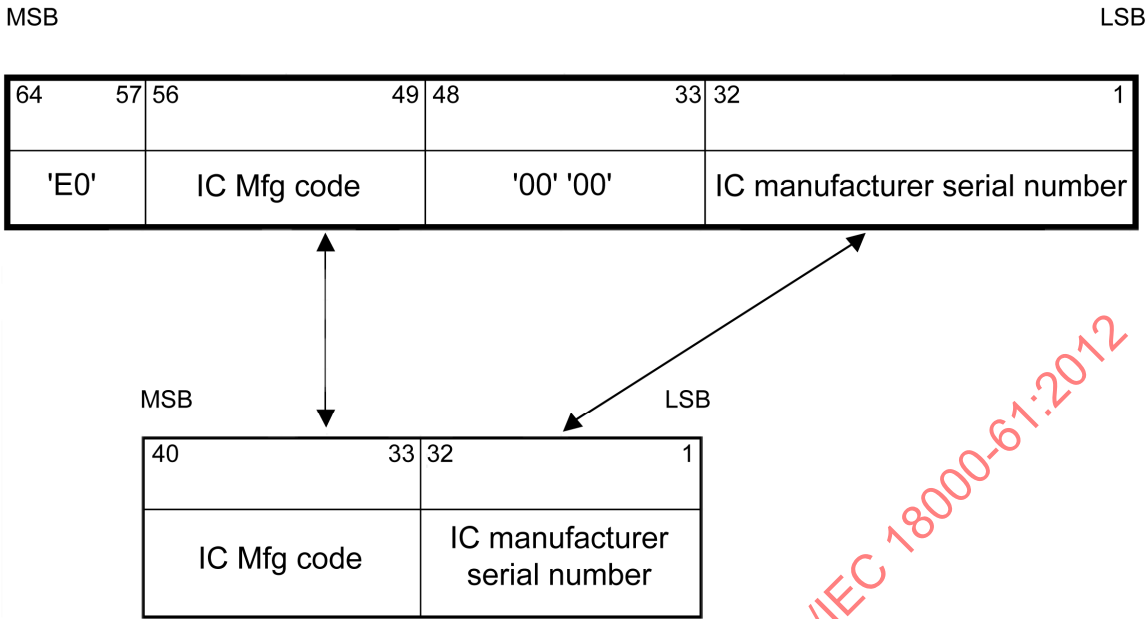 MSB LSB
64 57 56 49 48 33 32 1
'E0' IC Mfg code '00' '00' IC manufacturer serial number
MSB LSB
40 33 32 1
IC Mfg code IC manufacturer
serial number
/IEC 18000-61:2012